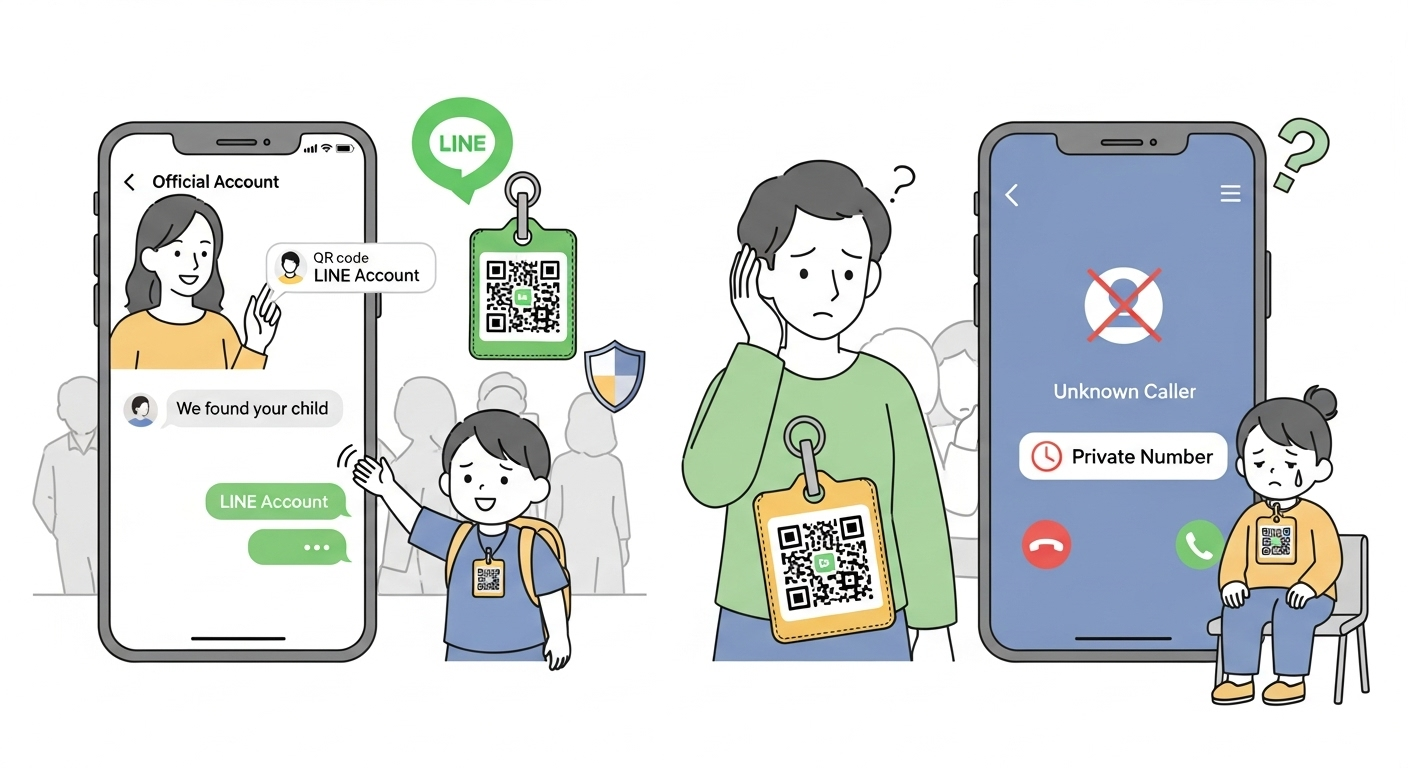 Official Account
LINE
QR code
LINE Account
We found your child
LINE Account
?
?
Unknown Caller
Private Number